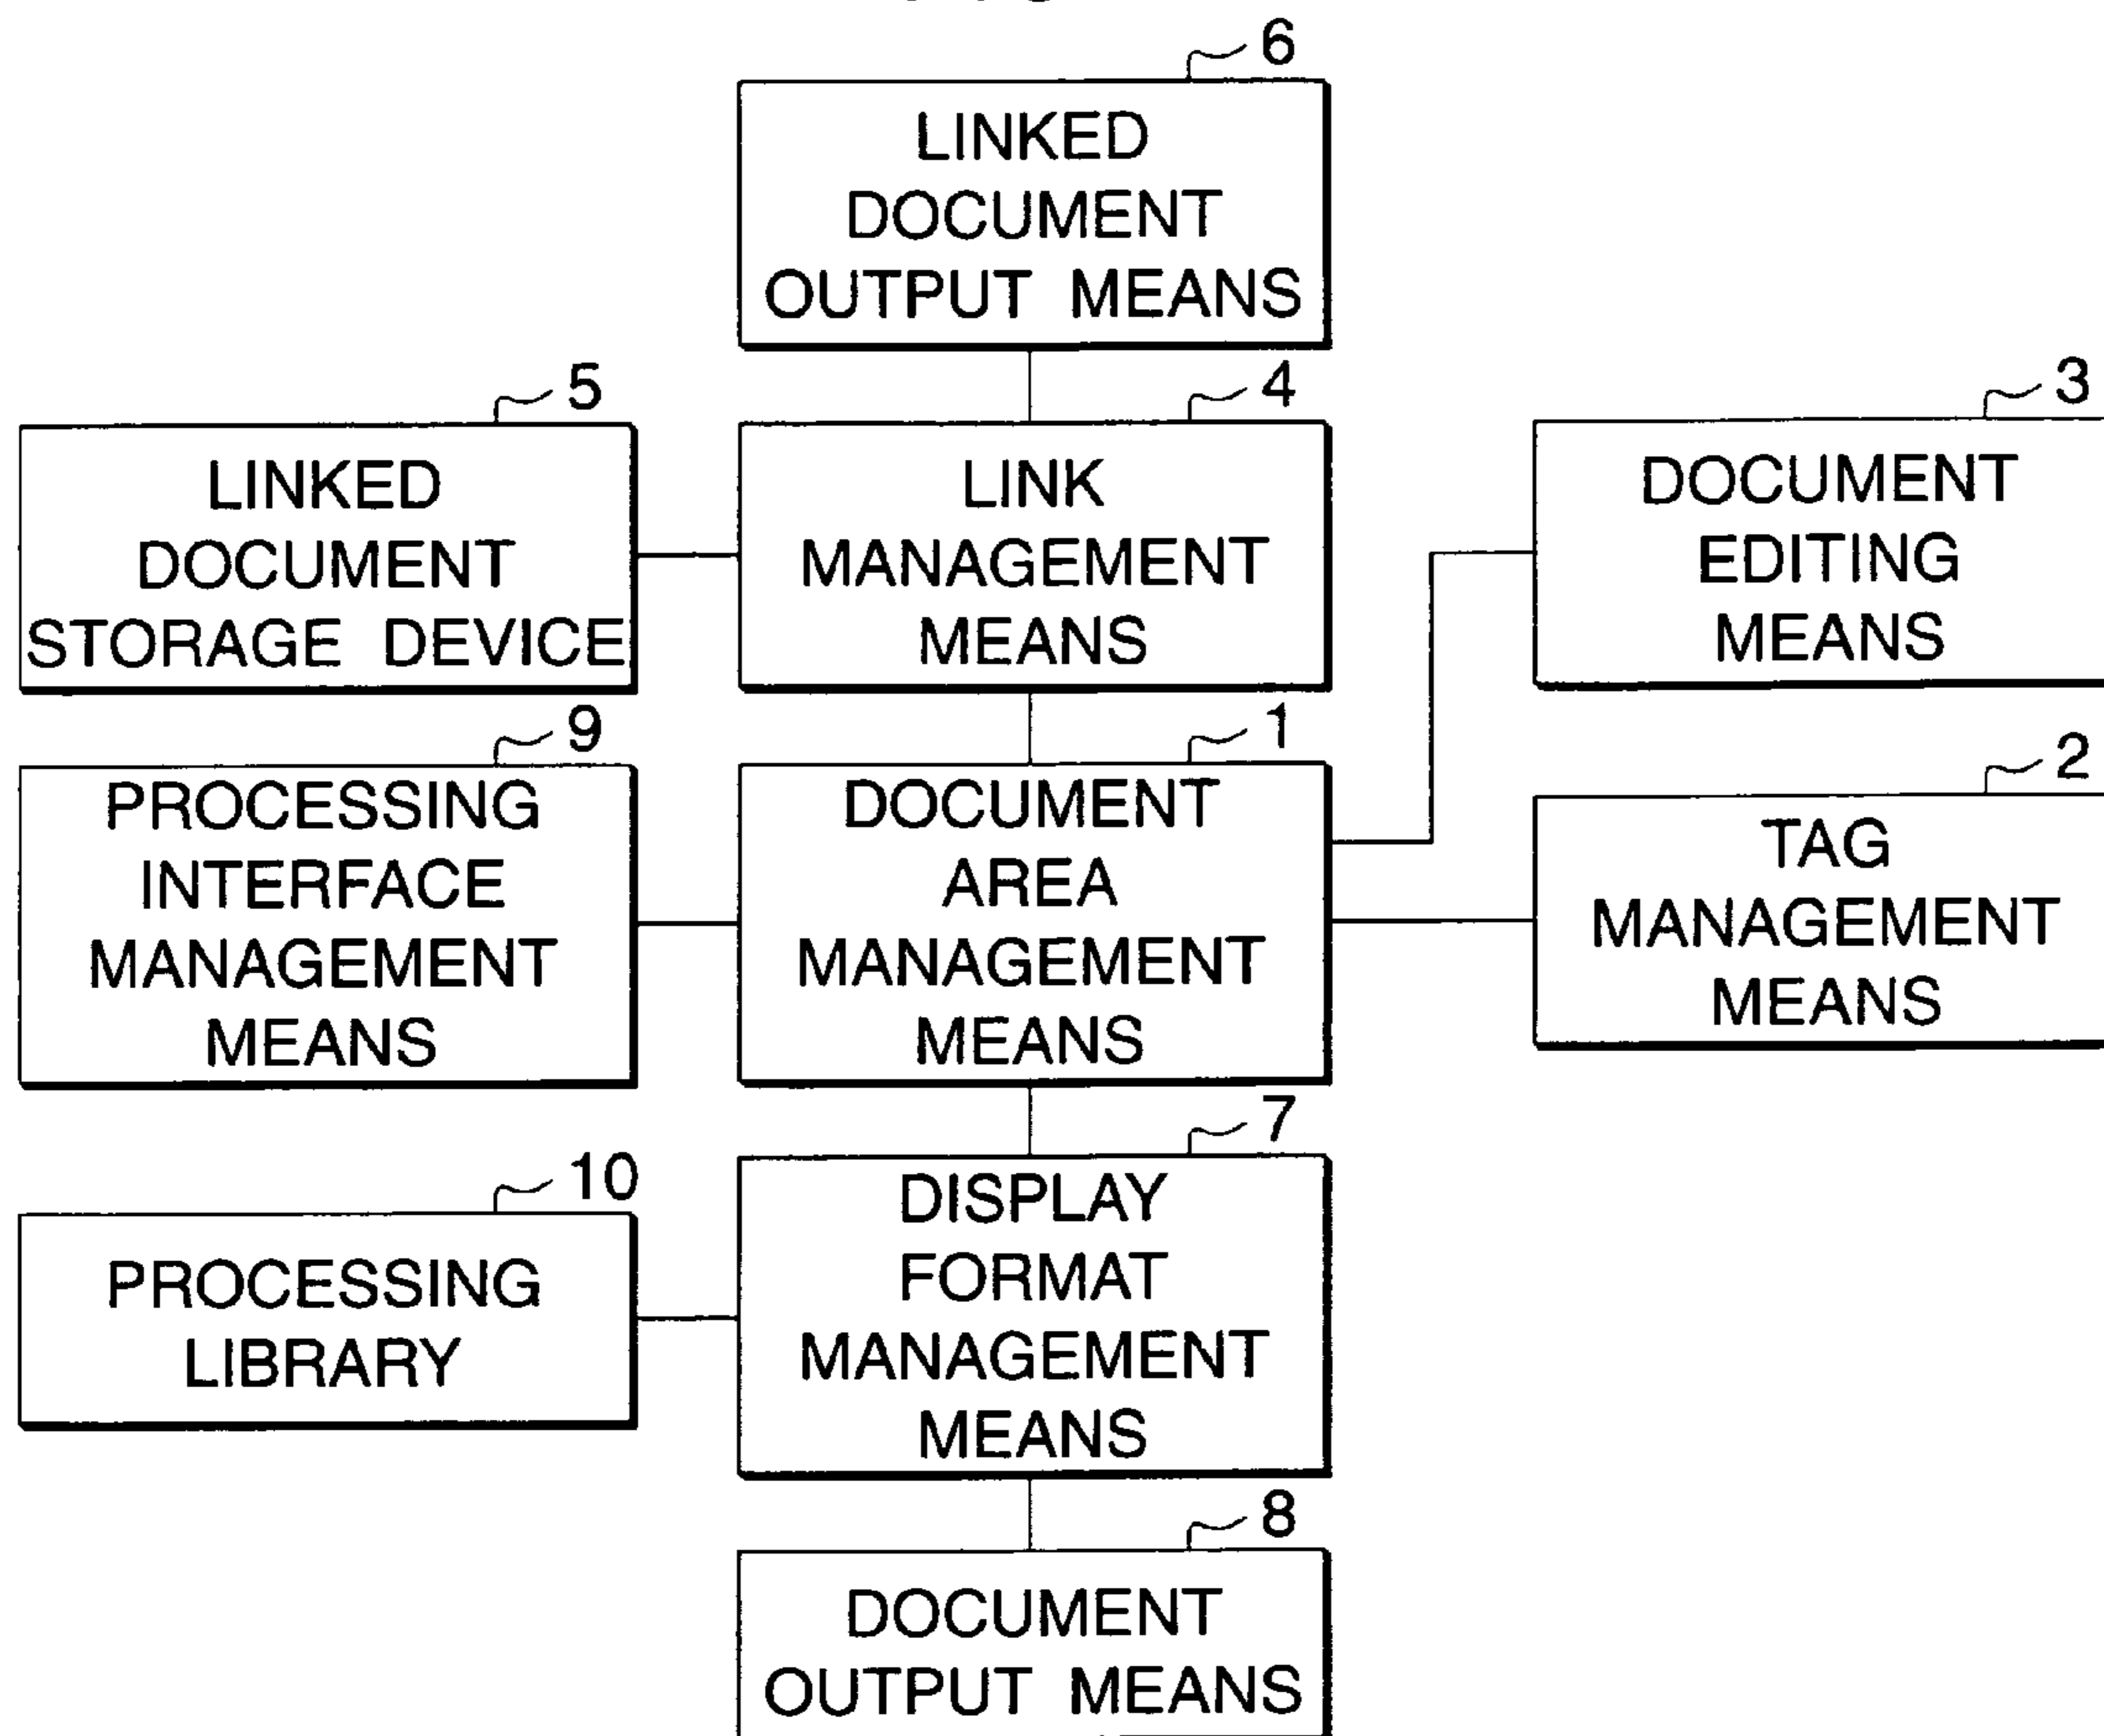 6
LINKED
DOCUMENT
OUTPUT MEANS
5
LINKED
DOCUMENT
STORAGE DEVICE
4
LINK
MANAGEMENT
MEANS
3
DOCUMENT
EDITING
MEANS
9
PROCESSING
INTERFACE
MANAGEMENT
MEANS
1
DOCUMENT
AREA
MANAGEMENT
MEANS
2
TAG
MANAGEMENT
MEANS
10
PROCESSING
LIBRARY
7
DISPLAY
FORMAT
MANAGEMENT
MEANS
8
DOCUMENT
OUTPUT MEANS